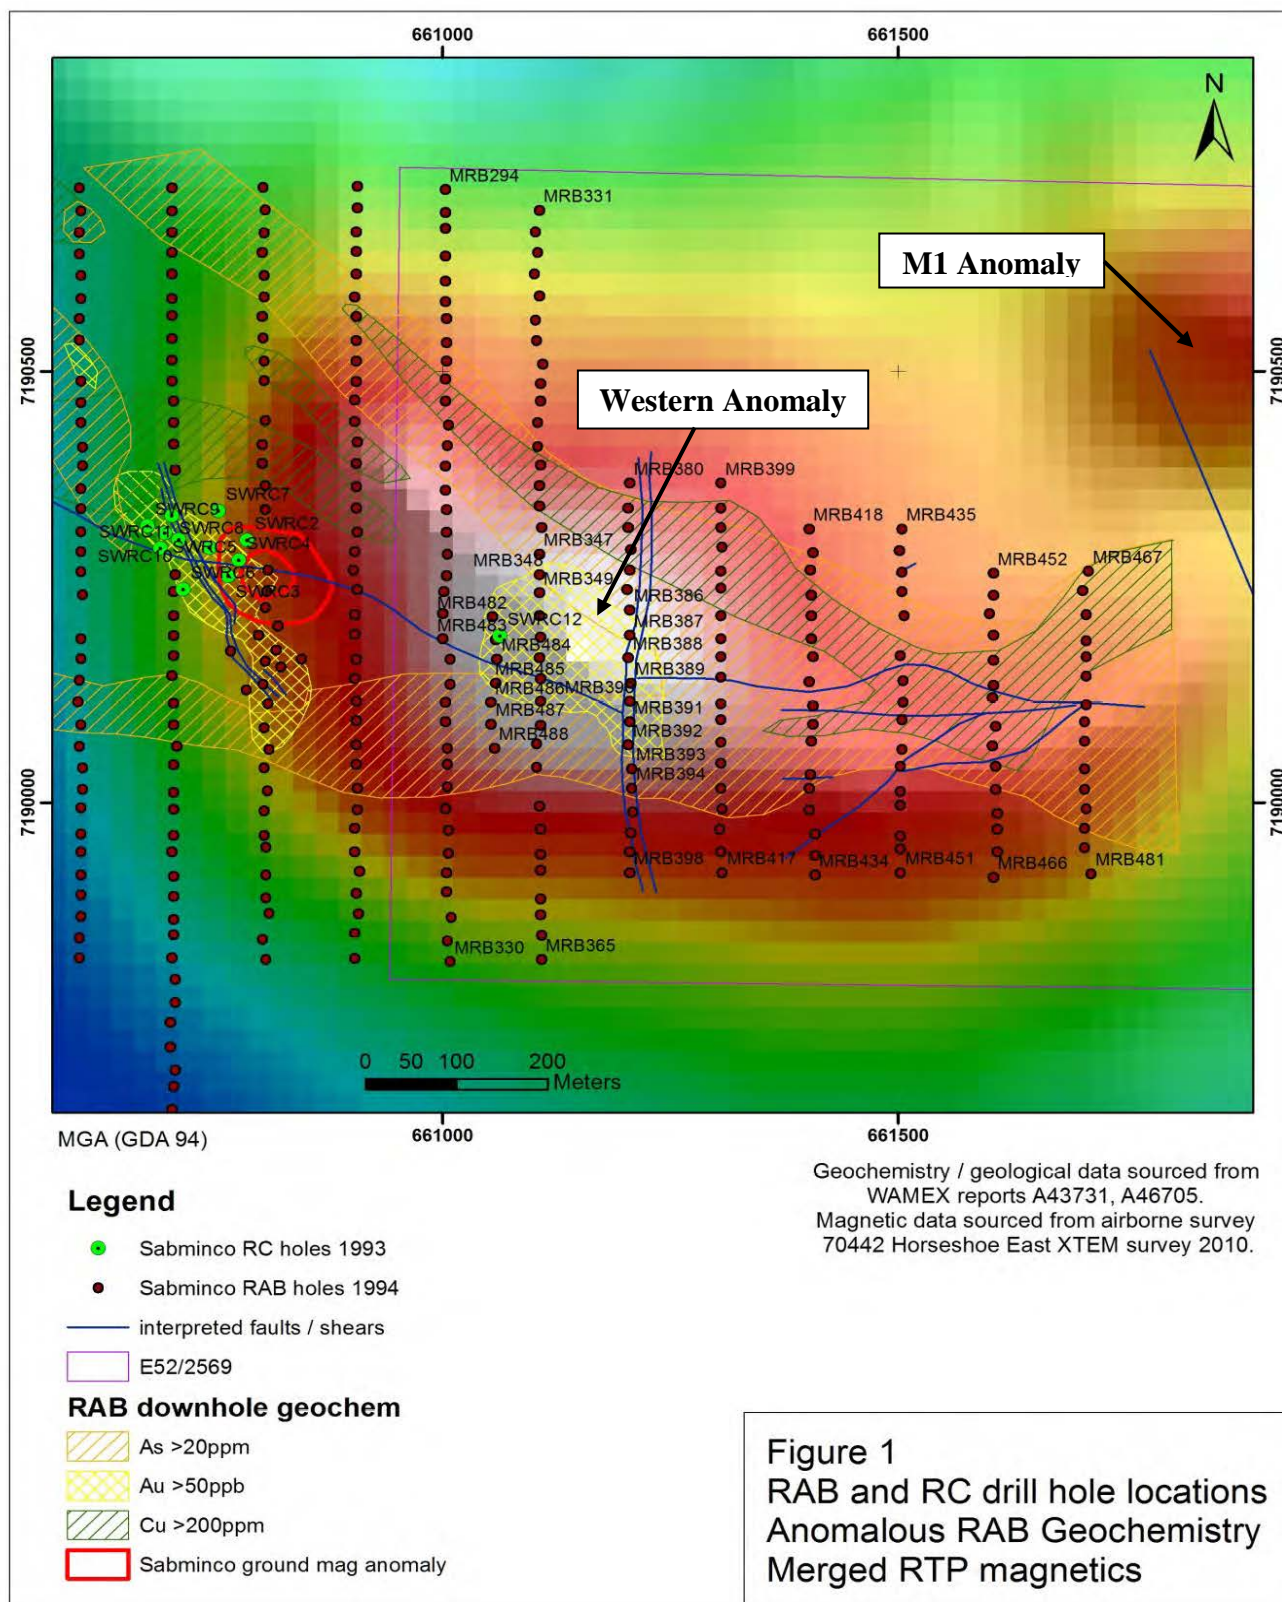 661000
661500
N
MRB294
MRB331
M1 Anomaly
7190500
7190500
Western Anomaly
MRB380
MRB399
SWRC7
SWRC9
SWRC2
MRB418
MRB435
SWRC11
SWRC8
SWRC4
SWRC10
SWRC5
MRB347
MRB348
MRB452
MRB467
SWRC6
MRB349
SWRC3
MRB386
MRB482
SWRC12
MRB387
MRB483
MRB484
MRB388
MRB485
MRB389
MRB486
MRB390
MRB487
MRB391
MRB488
MRB392
MRB393
MRB394
7190000
7190000
MRB398
MRB417
MRB434
MRB451
MRB466
MRB481
MRB330
MRB365
0 50 100 200
Meters
661000
661500
MGA (GDA 94)
Geochemistry / geological data sourced from
WAMEX reports A43731, A46705.
Magnetic data sourced from airborne survey
70442 Horseshoe East XTEM survey 2010.
Legend
Sabminco RC holes 1993
Sabminco RAB holes 1994
interpreted faults / shears
E52/2569
RAB downhole geochem
As >20ppm
Au >50ppb
Cu >200ppm
Sabminco ground mag anomaly
Figure 1
RAB and RC drill hole locations
Anomalous RAB Geochemistry
Merged RTP magnetics